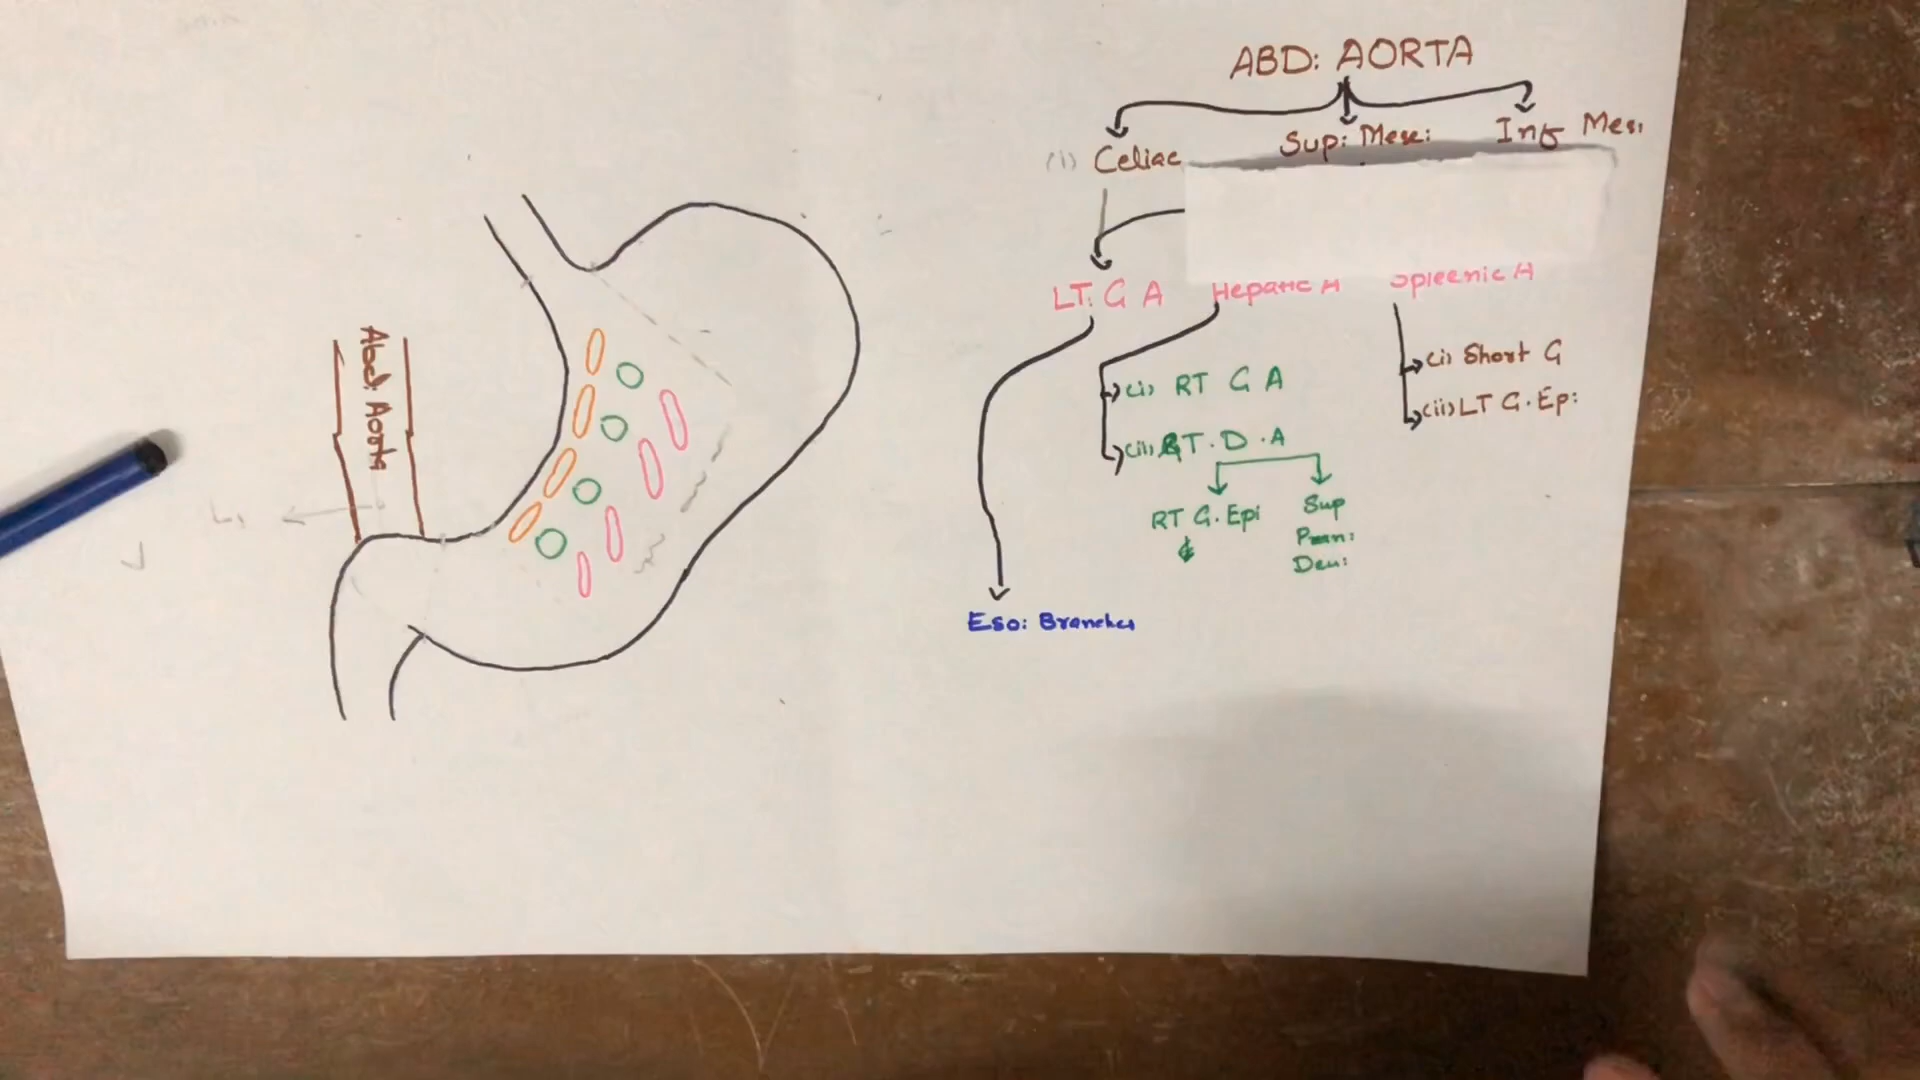 ABD: AORTA
(i) Celiac
Sup: Mese:
Inf Mes:
LT: G A
Hepatic A
Spleenic A
(i) RT G A
(ii) GT. D. A
RT G. Epi
Sup
Pran:
Deu:
(i) Short G
(ii) LT G. Ep:
Eso: Branches
Abd: Aorta